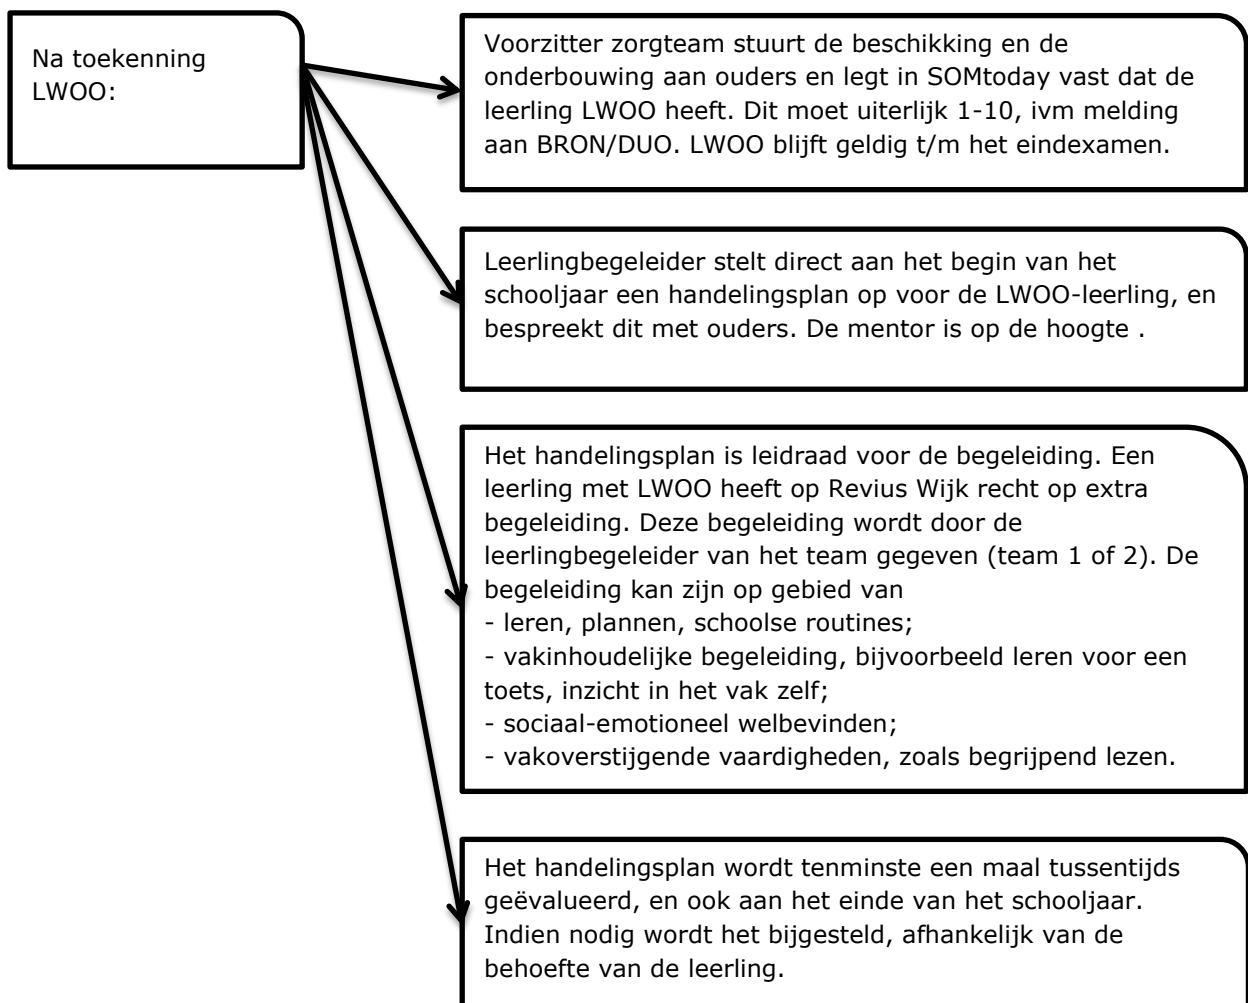 Na toekenning
LWOO:
Voorzitter zorgteam stuurt de beschikking en de
onderbouwing aan ouders en legt in SOMtoday vast dat de
leerling LWOO heeft. Dit moet uiterlijk 1-10, ivm melding
aan BRON/DUO. LWOO blijft geldig t/m het eindexamen.
Leerlingbegeleider stelt direct aan het begin van het
schooljaar een handelingsplan op voor de LWOO-leerling, en
bespreekt dit met ouders. De mentor is op de hoogte .
Het handelingsplan is leidraad voor de begeleiding. Een
leerling met LWOO heeft op Revius Wijk recht op extra
begeleiding. Deze begeleiding wordt door de
leerlingbegeleider van het team gegeven (team 1 of 2). De
begeleiding kan zijn op gebied van
- leren, plannen, schoolse routines;
- vakinhoudelijke begeleiding, bijvoorbeeld leren voor een
toets, inzicht in het vak zelf;
- sociaal-emotioneel welbevinden;
- vakoverstijgende vaardigheden, zoals begrijpend lezen.
Het handelingsplan wordt tenminste een maal tussentijds
geëvalueerd, en ook aan het einde van het schooljaar.
Indien nodig wordt het bijgesteld, afhankelijk van de
behoefte van de leerling.